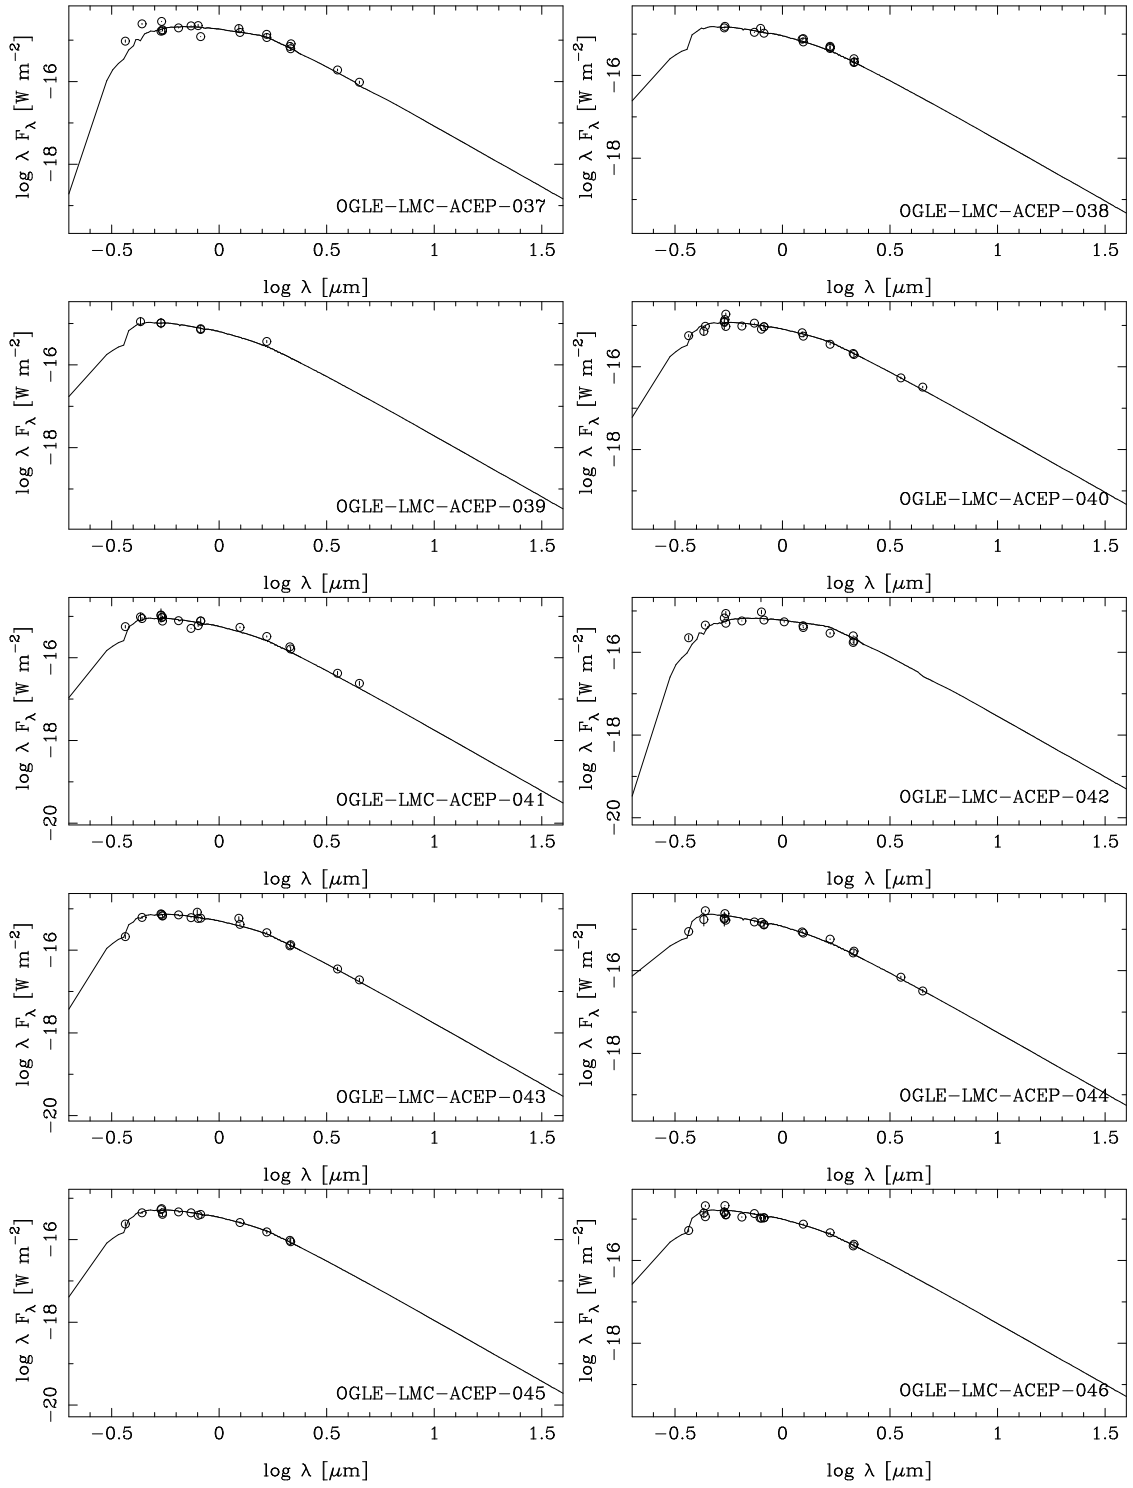 log λ F_λ [W m⁻²]
−16
−18
OGLE−LMC−ACEP−037
−0.5 0 0.5 1 1.5
log λ [μm]
log λ F_λ [W m⁻²]
−16
−18
OGLE−LMC−ACEP−038
−0.5 0 0.5 1 1.5
log λ [μm]
log λ F_λ [W m⁻²]
−16
−18
OGLE−LMC−ACEP−039
−0.5 0 0.5 1 1.5
log λ [μm]
log λ F_λ [W m⁻²]
−16
−18
OGLE−LMC−ACEP−040
−0.5 0 0.5 1 1.5
log λ [μm]
log λ F_λ [W m⁻²]
−16
−18
−20
OGLE−LMC−ACEP−041
−0.5 0 0.5 1 1.5
log λ [μm]
log λ F_λ [W m⁻²]
−16
−18
−20
OGLE−LMC−ACEP−042
−0.5 0 0.5 1 1.5
log λ [μm]
log λ F_λ [W m⁻²]
−16
−18
−20
OGLE−LMC−ACEP−043
−0.5 0 0.5 1 1.5
log λ [μm]
log λ F_λ [W m⁻²]
−16
−18
OGLE−LMC−ACEP−044
−0.5 0 0.5 1 1.5
log λ [μm]
log λ F_λ [W m⁻²]
−16
−18
−20
OGLE−LMC−ACEP−045
−0.5 0 0.5 1 1.5
log λ [μm]
log λ F_λ [W m⁻²]
−16
−18
OGLE−LMC−ACEP−046
−0.5 0 0.5 1 1.5
log λ [μm]